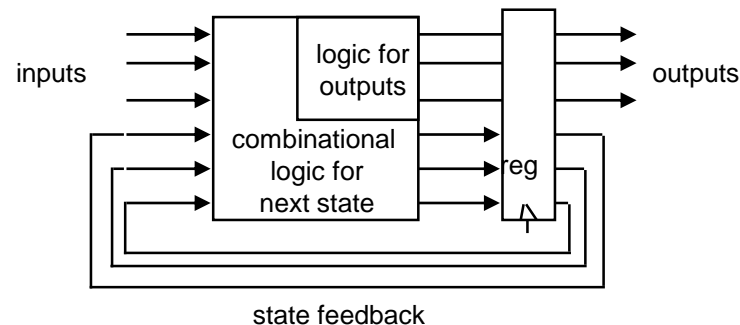 inputs
logic for
outputs
outputs
combinational
logic for
next state
reg
state feedback